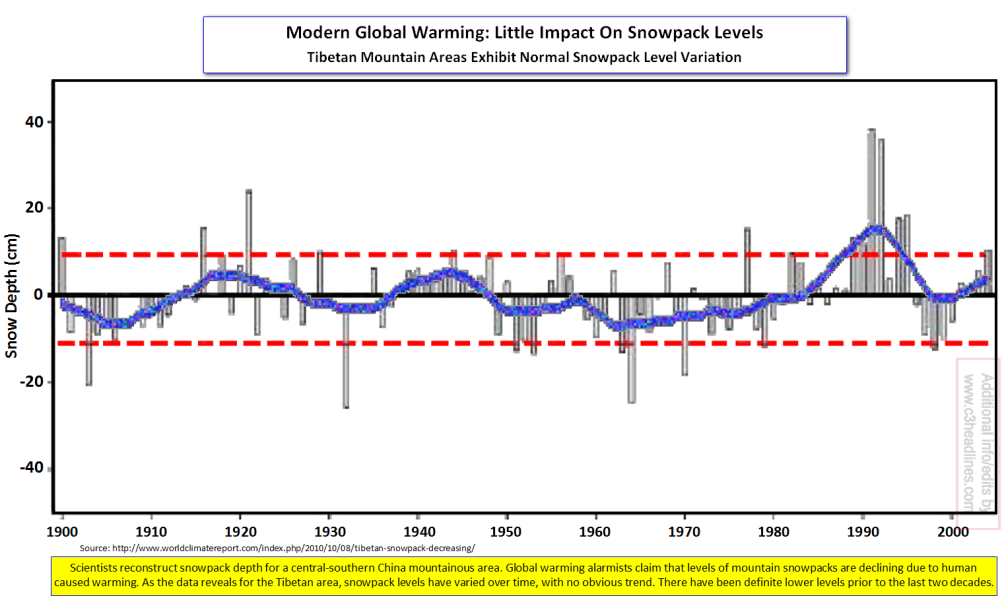 Modern Global Warming: Little Impact On Snowpack Levels
Tibetan Mountain Areas Exhibit Normal Snowpack Level Variation
Snow Depth (cm)
40
20
0
-20
-40
1900 1910 1920 1930 1940 1950 1960 1970 1980 1990 2000
Additional info/edits by
www.c3headlines.com
Source: http://www.worldclimatereport.com/index.php/2010/10/08/tibetan-snowpack-decreasing/
Scientists reconstruct snowpack depth for a central-southern China mountainous area. Global warming alarmists claim that levels of mountain snowpacks are declining due to human
caused warming. As the data reveals for the Tibetan area, snowpack levels have varied over time, with no obvious trend. There have been definite lower levels prior to the last two decades.